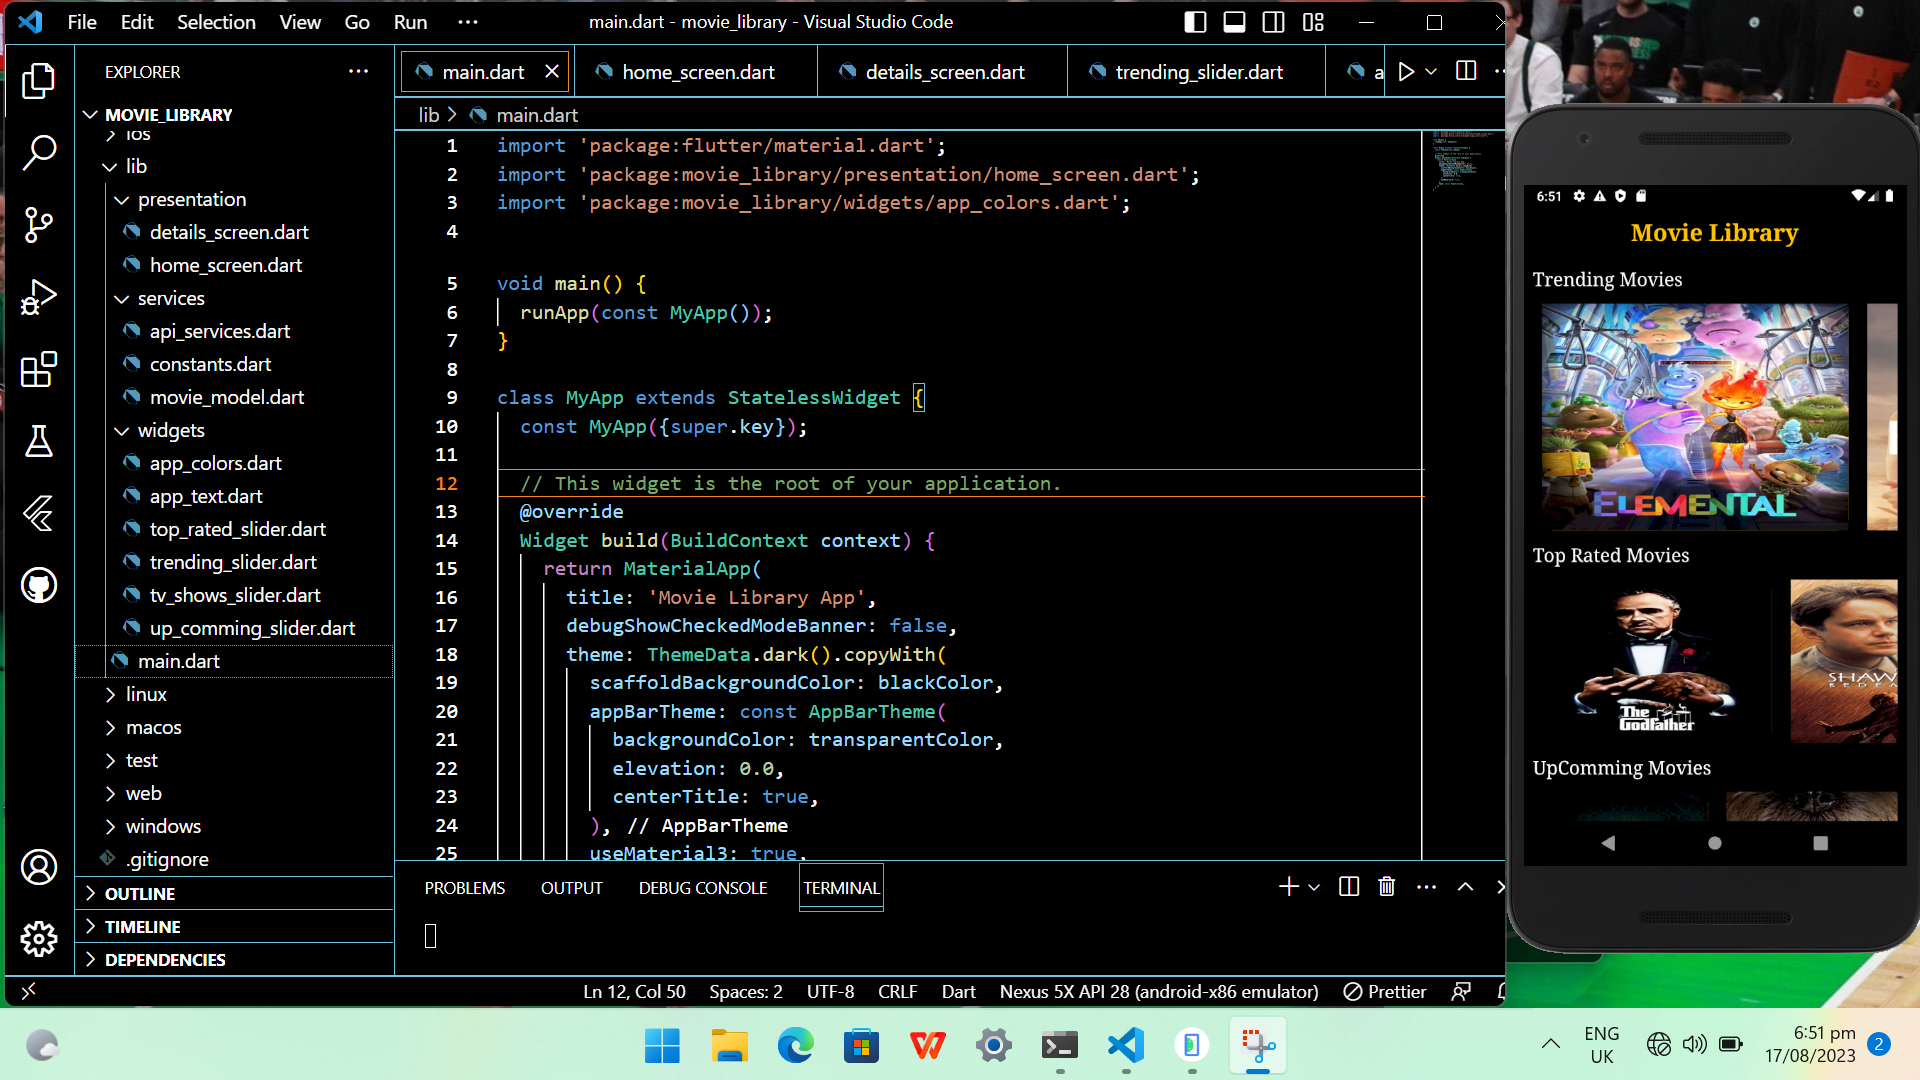 File Edit Selection View Go Run ···
main.dart - movie_library - Visual Studio Code
EXPLORER
MOVIE_LIBRARY
ios
lib
presentation
details_screen.dart
home_screen.dart
services
api_services.dart
constants.dart
movie_model.dart
widgets
app_colors.dart
app_text.dart
top_rated_slider.dart
trending_slider.dart
tv_shows_slider.dart
up_comming_slider.dart
main.dart
linux
macos
test
web
windows
.gitignore
OUTLINE
TIMELINE
DEPENDENCIES
main.dart home_screen.dart details_screen.dart trending_slider.dart a
lib > main.dart
1 import 'package:flutter/material.dart';
2 import 'package:movie_library/presentation/home_screen.dart';
3 import 'package:movie_library/widgets/app_colors.dart';
4
5 void main() {
6 runApp(const MyApp());
7 }
8
9 class MyApp extends StatelessWidget {
10 const MyApp({super.key});
11
12 // This widget is the root of your application.
13 @override
14 Widget build(BuildContext context) {
15 return MaterialApp(
16 title: 'Movie Library App',
17 debugShowCheckedModeBanner: false,
18 theme: ThemeData.dark().copyWith(
19 scaffoldBackgroundColor: blackColor,
20 appBarTheme: const AppBarTheme(
21 backgroundColor: transparentColor,
22 elevation: 0.0,
23 centerTitle: true,
24 ), // AppBarTheme
25 useMaterial3: true,
PROBLEMS OUTPUT DEBUG CONSOLE TERMINAL
Ln 12, Col 50 Spaces: 2 UTF-8 CRLF Dart Nexus 5X API 28 (android-x86 emulator) Prettier
6:51
Movie Library
Trending Movies
ELEMENTAL
Top Rated Movies
The
Godfather
SHAW
REDEM
UpComming Movies
ENG
UK
6:51 pm
17/08/2023
2